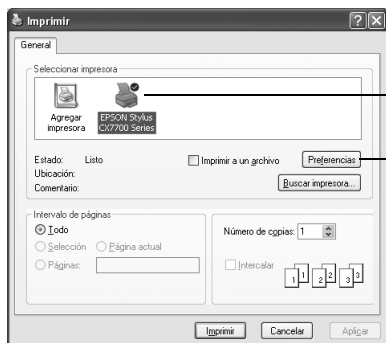 Imprimir
General
Seleccionar impresora
Agregar impresora
EPSON Stylus CX7700 Series
Estado: Listo
Ubicación:
Comentario:
Imprimir a un archivo
Preferencias
Buscar impresora...
Intervalo de páginas
Todo
Selección Página actual
Páginas:
Número de copias: 1
Intercalar
1 1 2 2 3 3
Imprimir Cancelar Aplicar